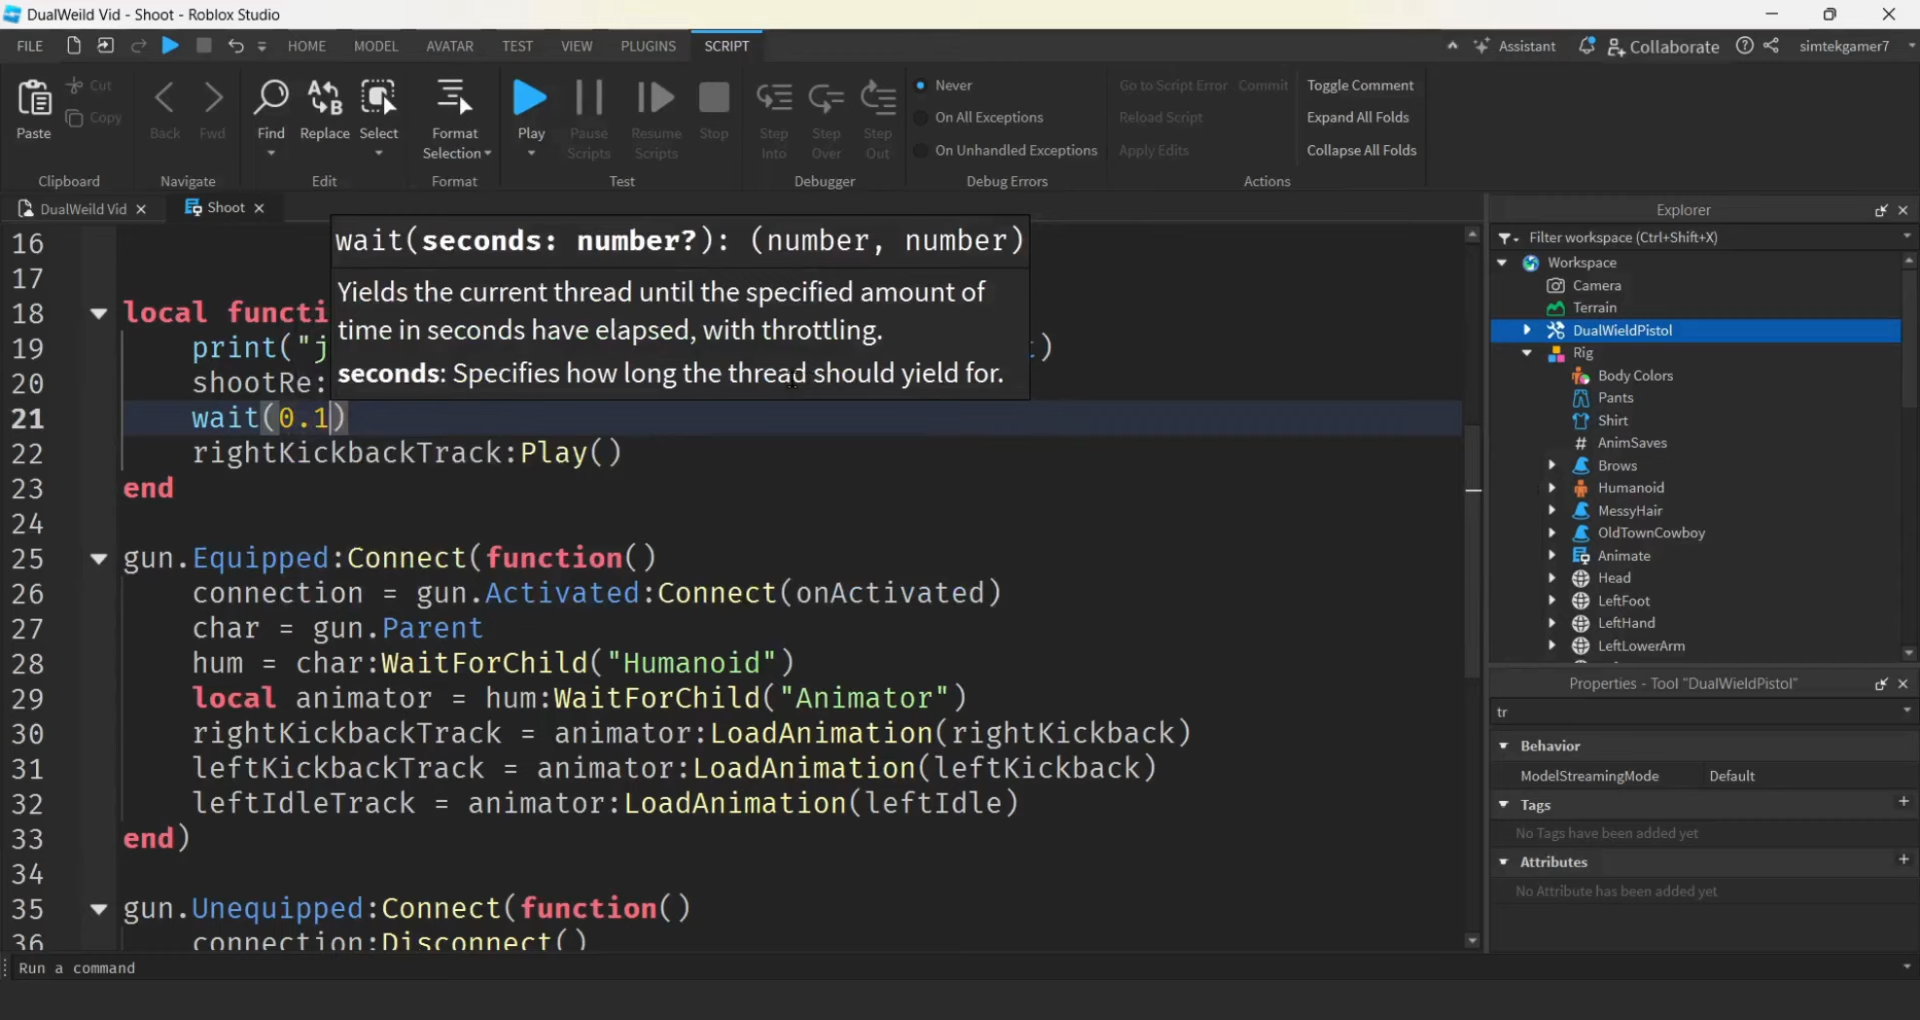 DualWeild Vid - Shoot - Roblox Studio
FILE HOME MODEL AVATAR TEST VIEW PLUGINS SCRIPT Assistant Collaborate simtekgamer7
Paste Cut Copy
Clipboard
Back Fwd
Navigate
Find Replace Select
Edit
Format Selection
Format
Play Pause Scripts Resume Scripts Stop
Test
Step Into Step Over Step Out
Debugger
Never
On All Exceptions
On Unhandled Exceptions
Debug Errors
Go to Script Error Commit
Reload Script
Apply Edits
Toggle Comment
Expand All Folds
Collapse All Folds
Actions
DualWeild Vid Shoot
wait(seconds: number?): (number, number)
Yields the current thread until the specified amount of
time in seconds have elapsed, with throttling.
seconds: Specifies how long the thread should yield for.
16
17
18 local functi
19 print("j )
20 shootRe:
21 wait(0.1)
22 rightKickbackTrack:Play()
23 end
24
25 gun.Equipped:Connect(function()
26 connection = gun.Activated:Connect(onActivated)
27 char = gun.Parent
28 hum = char:WaitForChild("Humanoid")
29 local animator = hum:WaitForChild("Animator")
30 rightKickbackTrack = animator:LoadAnimation(rightKickback)
31 leftKickbackTrack = animator:LoadAnimation(leftKickback)
32 leftIdleTrack = animator:LoadAnimation(leftIdle)
33 end)
34
35 gun.Unequipped:Connect(function()
36 connection:Disconnect()
Run a command
Explorer
Filter workspace (Ctrl+Shift+X)
Workspace
Camera
Terrain
DualWieldPistol
Rig
Body Colors
Pants
Shirt
AnimSaves
Brows
Humanoid
MessyHair
OldTownCowboy
Animate
Head
LeftFoot
LeftHand
LeftLowerArm
Properties - Tool "DualWieldPistol"
tr
Behavior
ModelStreamingMode Default
Tags
No Tags have been added yet
Attributes
No Attribute has been added yet